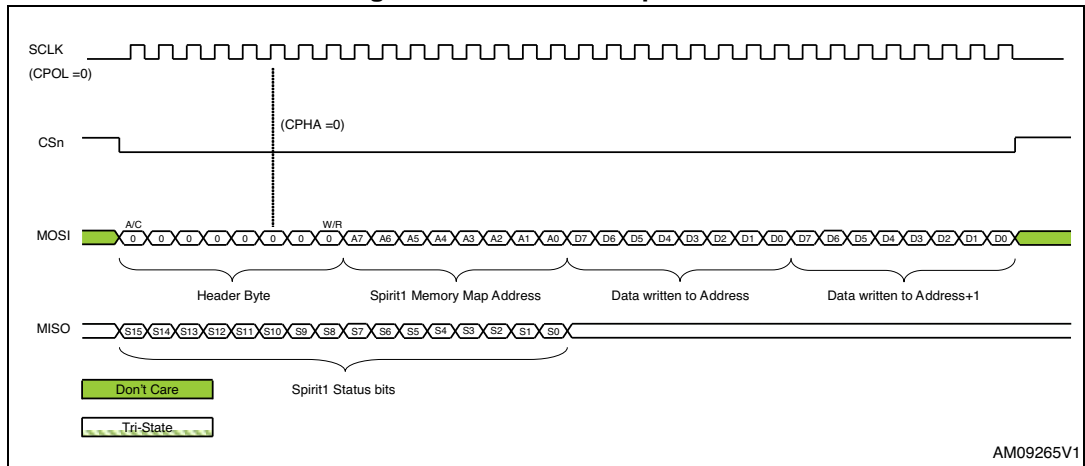 SCLK
(CPOL =0)
(CPHA =0)
CSn
A/C W/R
MOSI 0 0 0 0 0 0 0 0 A7 A6 A5 A4 A3 A2 A1 A0 D7 D6 D5 D4 D3 D2 D1 D0 D7 D6 D5 D4 D3 D2 D1 D0
Header Byte Spirit1 Memory Map Address Data written to Address Data written to Address+1
MISO S15 S14 S13 S12 S11 S10 S9 S8 S7 S6 S5 S4 S3 S2 S1 S0
Don't Care Spirit1 Status bits
Tri-State
AM09265V1